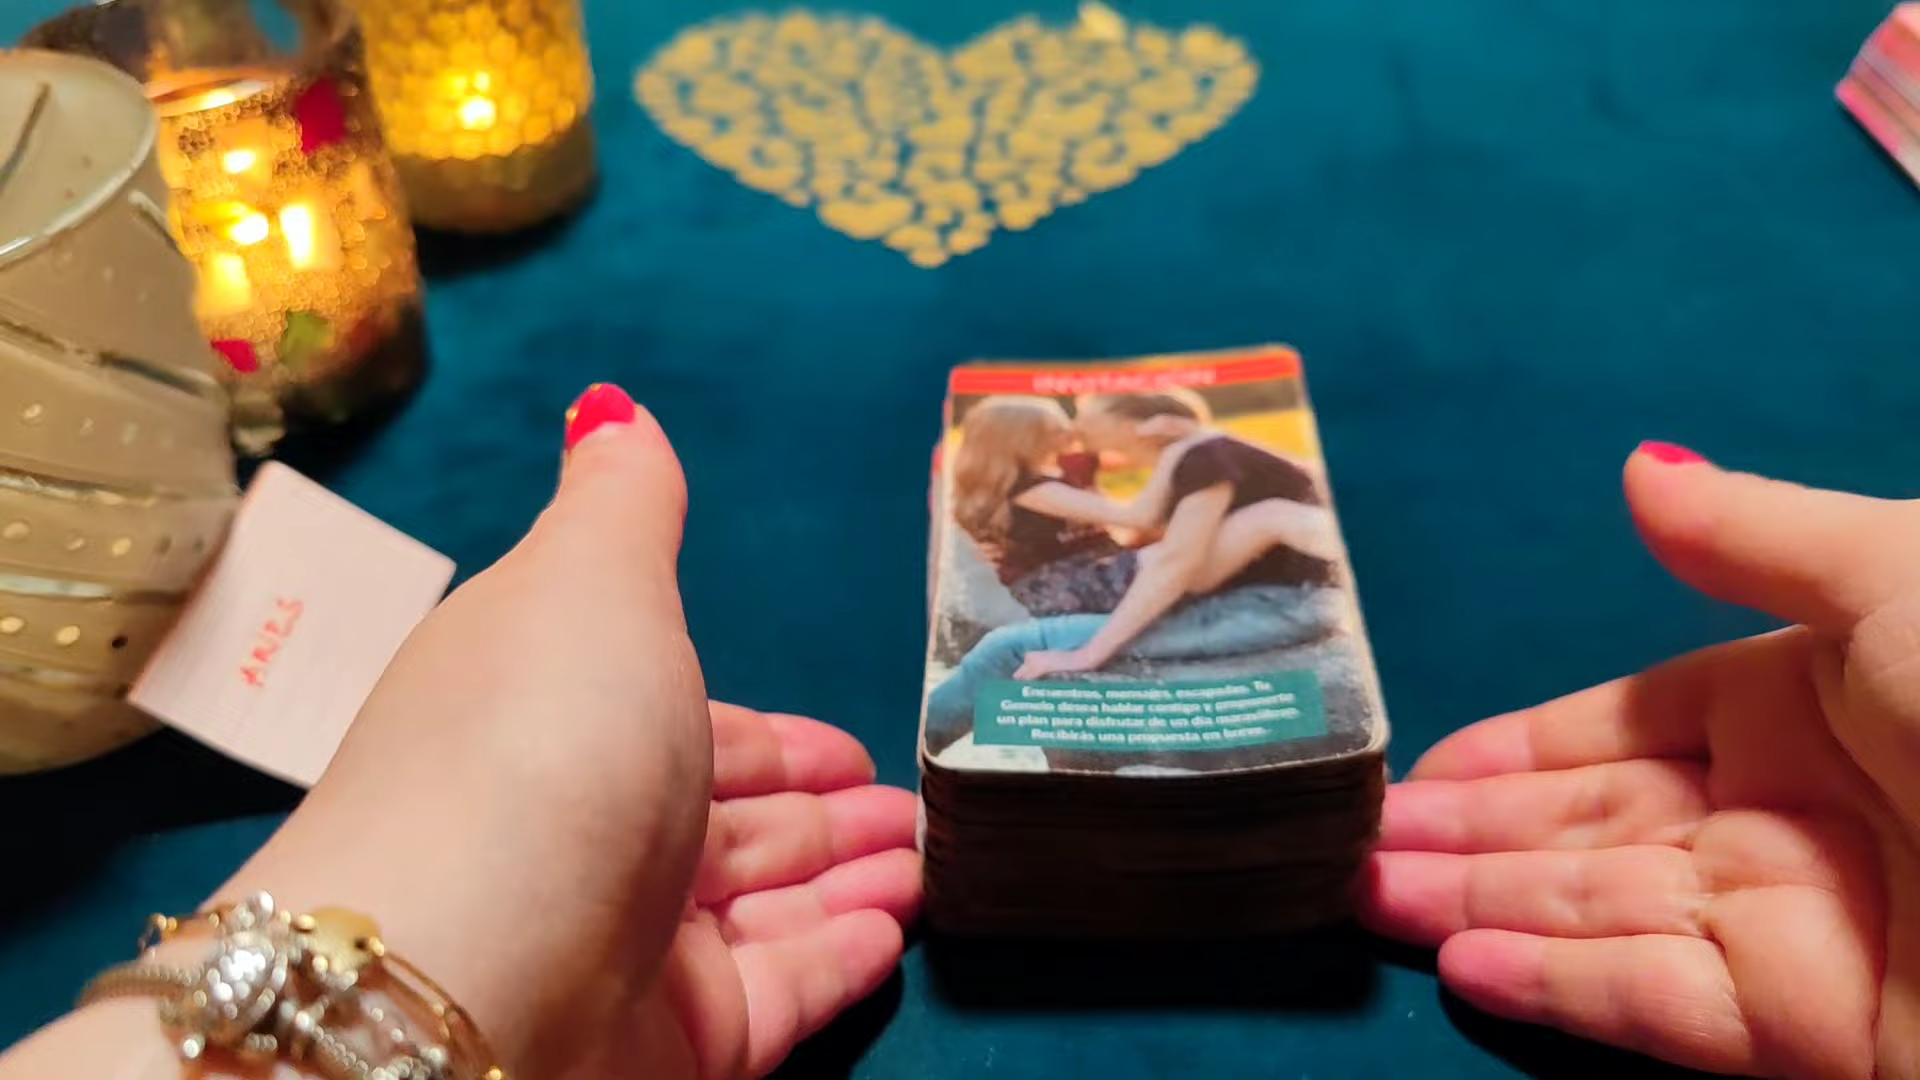 INVITACIÓN
Encuentros, mensajes, escapadas. Tu
Gemelo desea hablar contigo y proponerte
un plan para disfrutar de un día maravilloso.
Recibirás una propuesta en breve.
ARIES